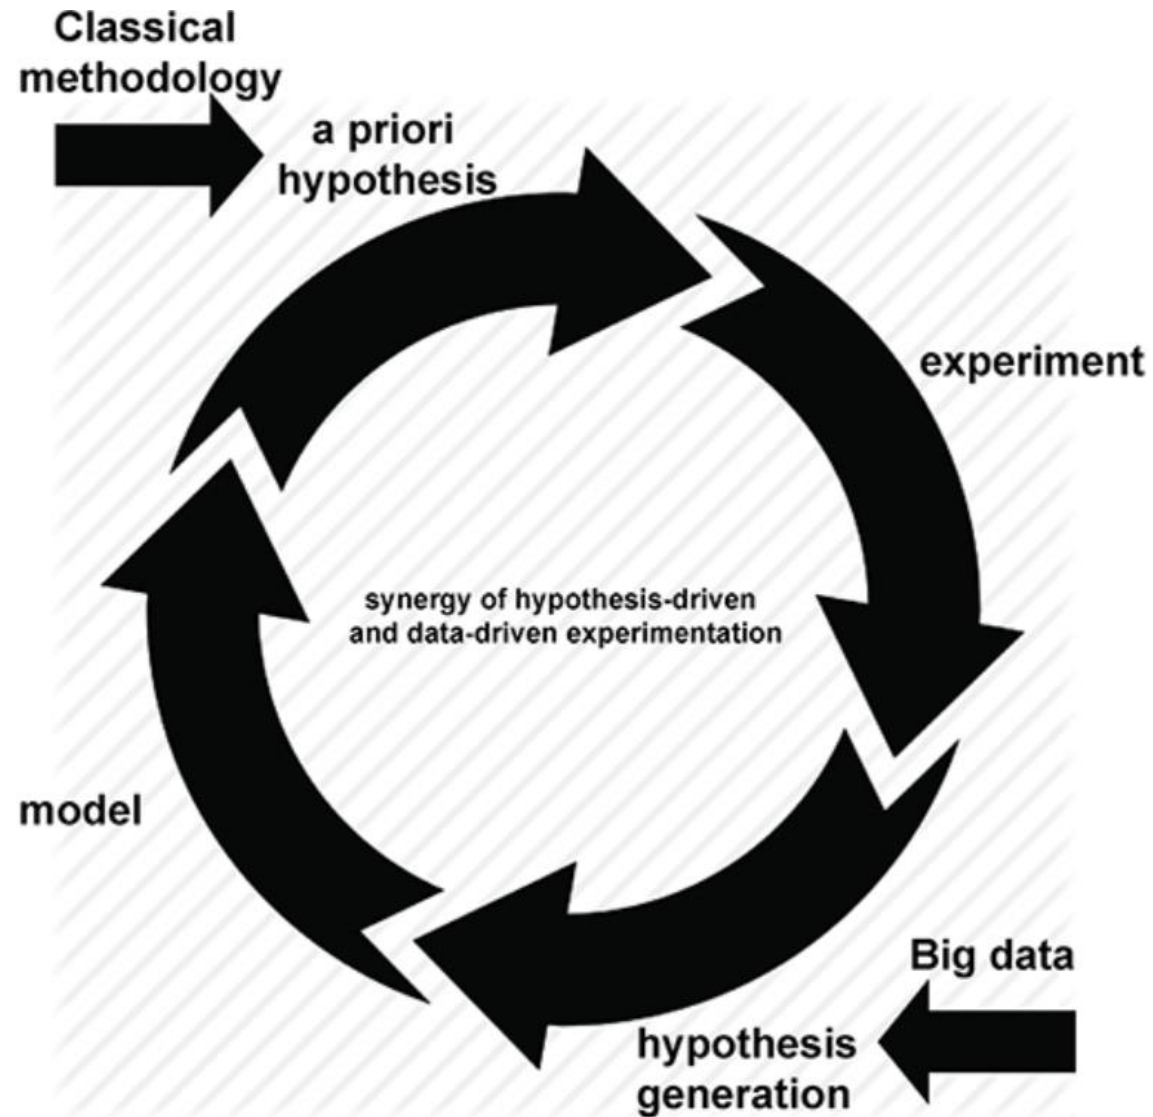 Classical
methodology
a priori
hypothesis
experiment
synergy of hypothesis-driven
and data-driven experimentation
model
Big data
hypothesis
generation